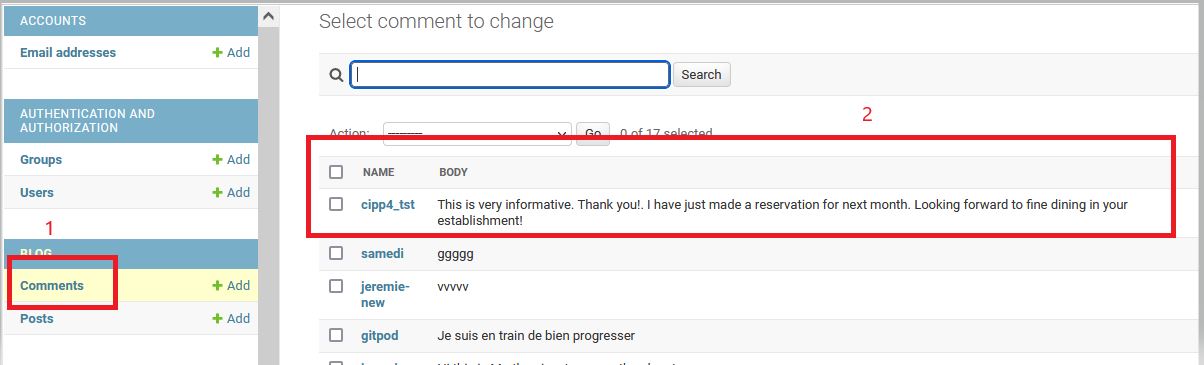 ACCOUNTS
Email addresses + Add
AUTHENTICATION AND
AUTHORIZATION
Groups + Add
Users + Add
1
BLOG
Comments + Add
Posts + Add
Select comment to change
Search
2
Action: --------- Go 0 of 17 selected
NAME BODY
cipp4_tst This is very informative. Thank you!. I have just made a reservation for next month. Looking forward to fine dining in your
establishment!
samedi ggggg
jeremie-
new vvvvv
gitpod Je suis en train de bien progresser